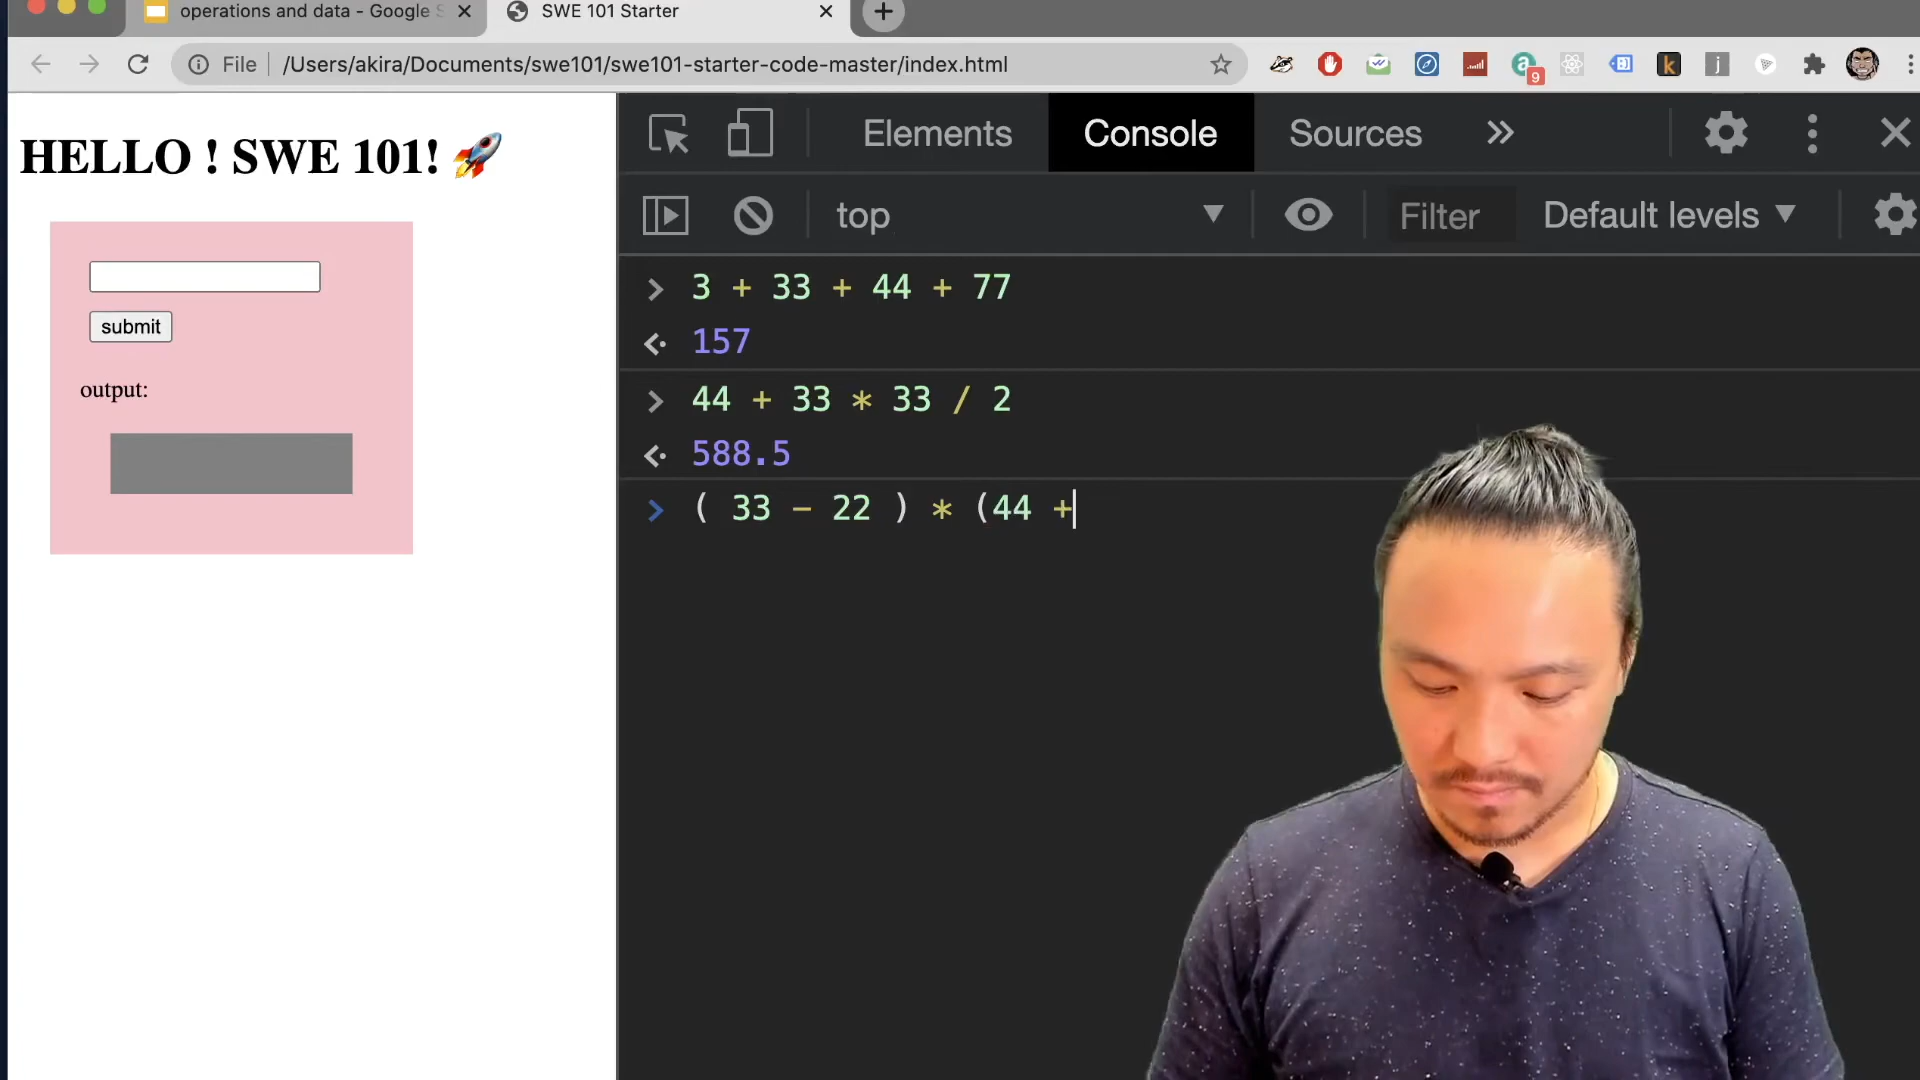 operations and data - Google S
SWE 101 Starter
File /Users/akira/Documents/swe101/swe101-starter-code-master/index.html
9
HELLO ! SWE 101! 🚀
submit
output:
Elements Console Sources
top Filter Default levels
> 3 + 33 + 44 + 77
157
> 44 + 33 * 33 / 2
588.5
> ( 33 - 22 ) * (44 +